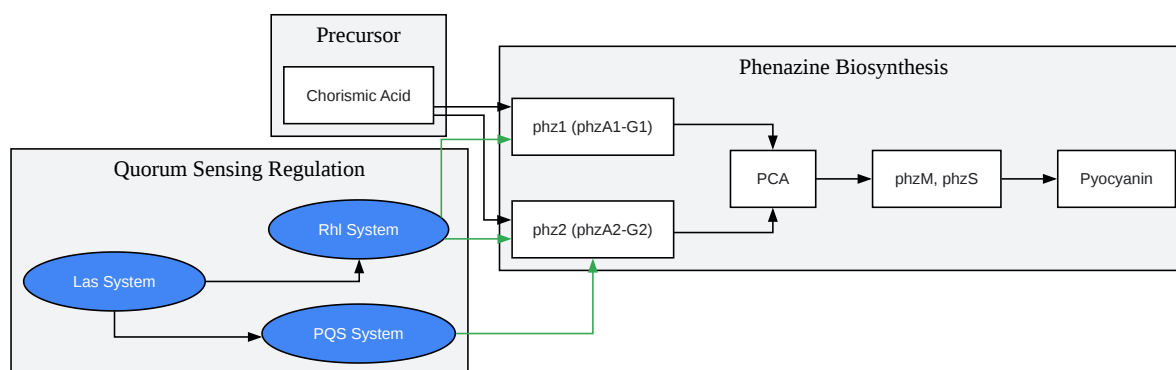 Precursor
Chorismic Acid
Phenazine Biosynthesis
phz1 (phzA1-G1)
PCA
phzM, phzS
Pyocyanin
phz2 (phzA2-G2)
Quorum Sensing Regulation
Rhl System
Las System
PQS System